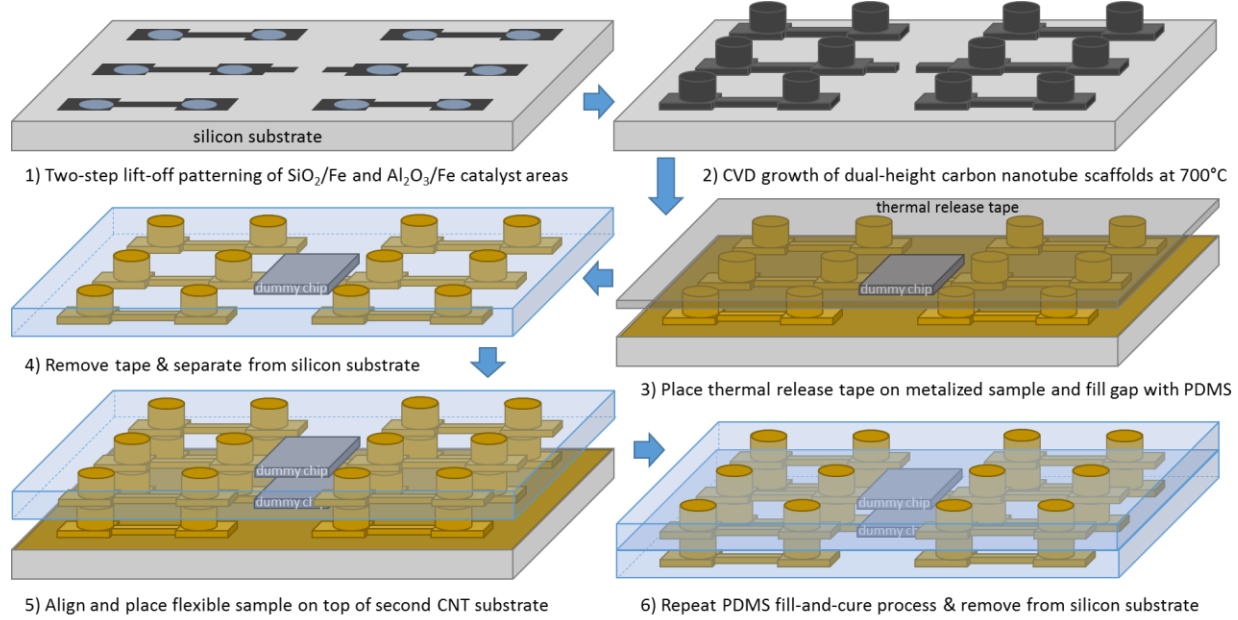 silicon substrate
1) Two-step lift-off patterning of SiO₂/Fe and Al₂O₃/Fe catalyst areas
2) CVD growth of dual-height carbon nanotube scaffolds at 700°C
thermal release tape
dummy chip
3) Place thermal release tape on metalized sample and fill gap with PDMS
dummy chip
4) Remove tape & separate from silicon substrate
dummy chip
dummy cl
5) Align and place flexible sample on top of second CNT substrate
dummy chip
dummy
6) Repeat PDMS fill-and-cure process & remove from silicon substrate